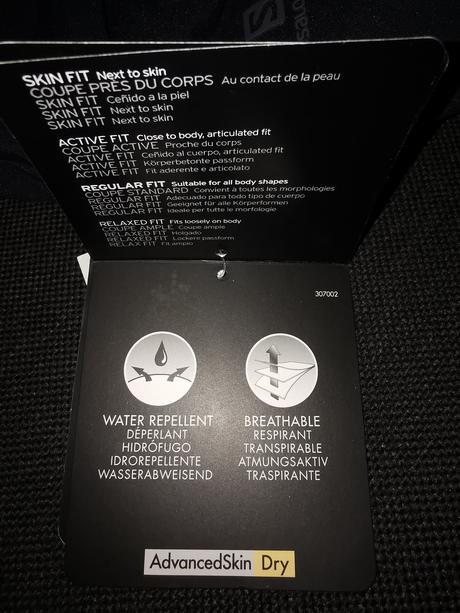 SKIN FIT Next to skin
COUPE PRÈS DU CORPS Au contact de la peau
SKIN FIT Ceñido a la piel
SKIN FIT Next to skin
SKIN FIT Next to skin
ACTIVE FIT Close to body, articulated fit
COUPE ACTIVE Proche du corps
ACTIVE FIT Ceñido al cuerpo, articulated fit
ACTIVE FIT Körperbetonte passform
ACTIVE FIT Fit aderente e articolato
REGULAR FIT Suitable for all body shapes
COUPE STANDARD Convient à toutes les morphologies
REGULAR FIT Adecuado para todo tipo de cuerpo
REGULAR FIT Geeignet für alle Körperformen
REGULAR FIT Ideale per tutte le morfologie
RELAXED FIT Fits loosely on body
COUPE AMPLE Coupe ample
RELAXED FIT Holgado
RELAXED FIT Lockere passform
RELAX FIT Fit ampio
307002
WATER REPELLENT
DÉPERLANT
HIDRÓFUGO
IDROREPELLENTE
WASSERABWEISEND
BREATHABLE
RESPIRANT
TRANSPIRABLE
ATMUNGSAKTIV
TRASPIRANTE
AdvancedSkin Dry